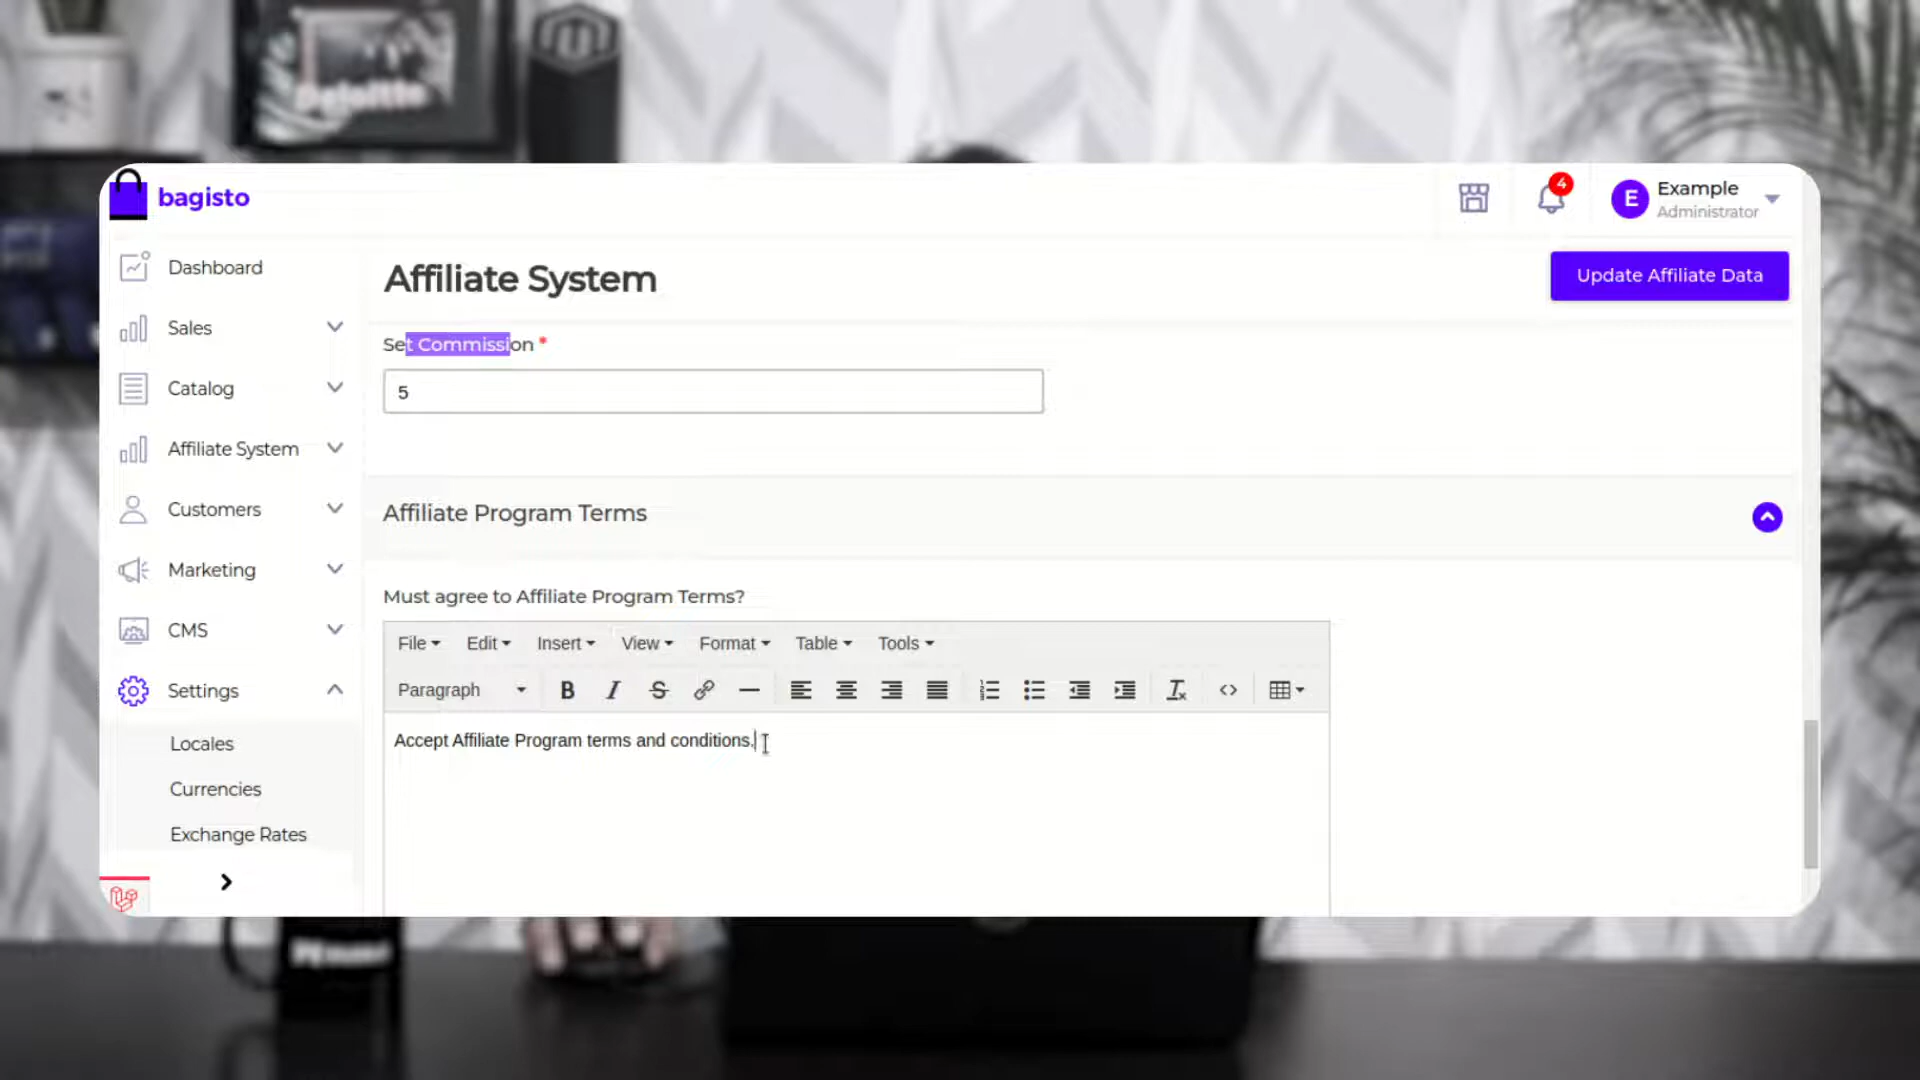 Deloitte
bagisto
4
E
Example
Administrator
Dashboard
Sales
Catalog
Affiliate System
Customers
Marketing
CMS
Settings
Locales
Currencies
Exchange Rates
Affiliate System
Update Affiliate Data
Set Commission *
5
Affiliate Program Terms
Must agree to Affiliate Program Terms?
File Edit Insert View Format Table Tools
Paragraph
Accept Affiliate Program terms and conditions.